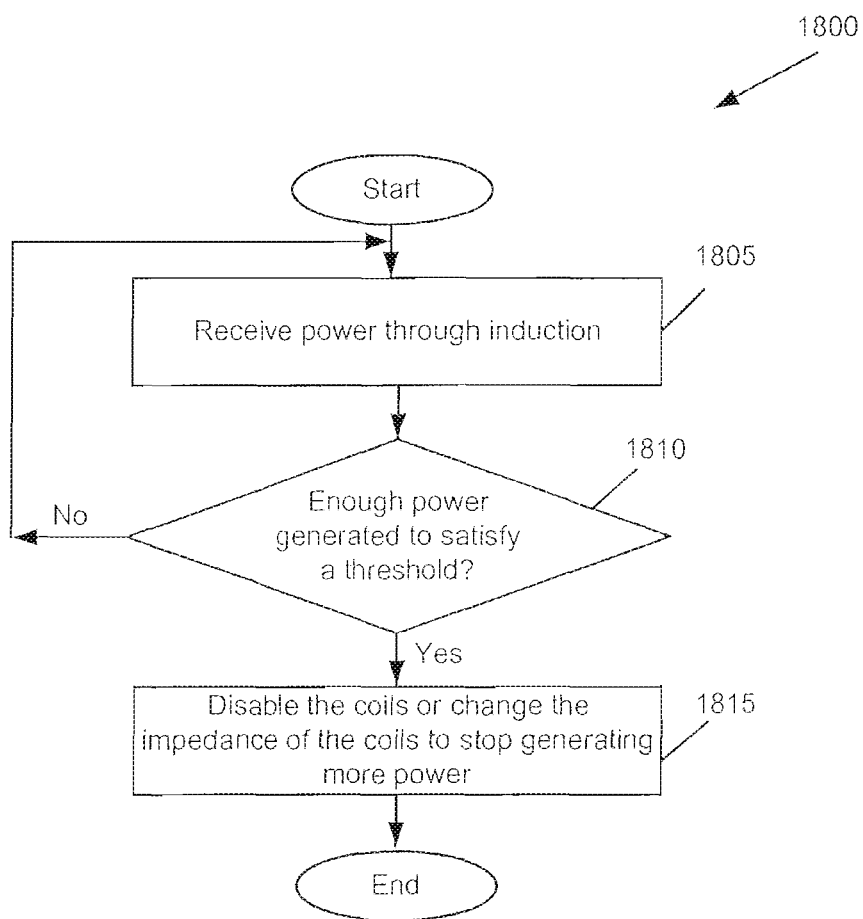 1800
Start
1805
Receive power through induction
1810
Enough power
generated to satisfy
a threshold?
No
Yes
1815
Disable the coils or change the
impedance of the coils to stop generating
more power
End